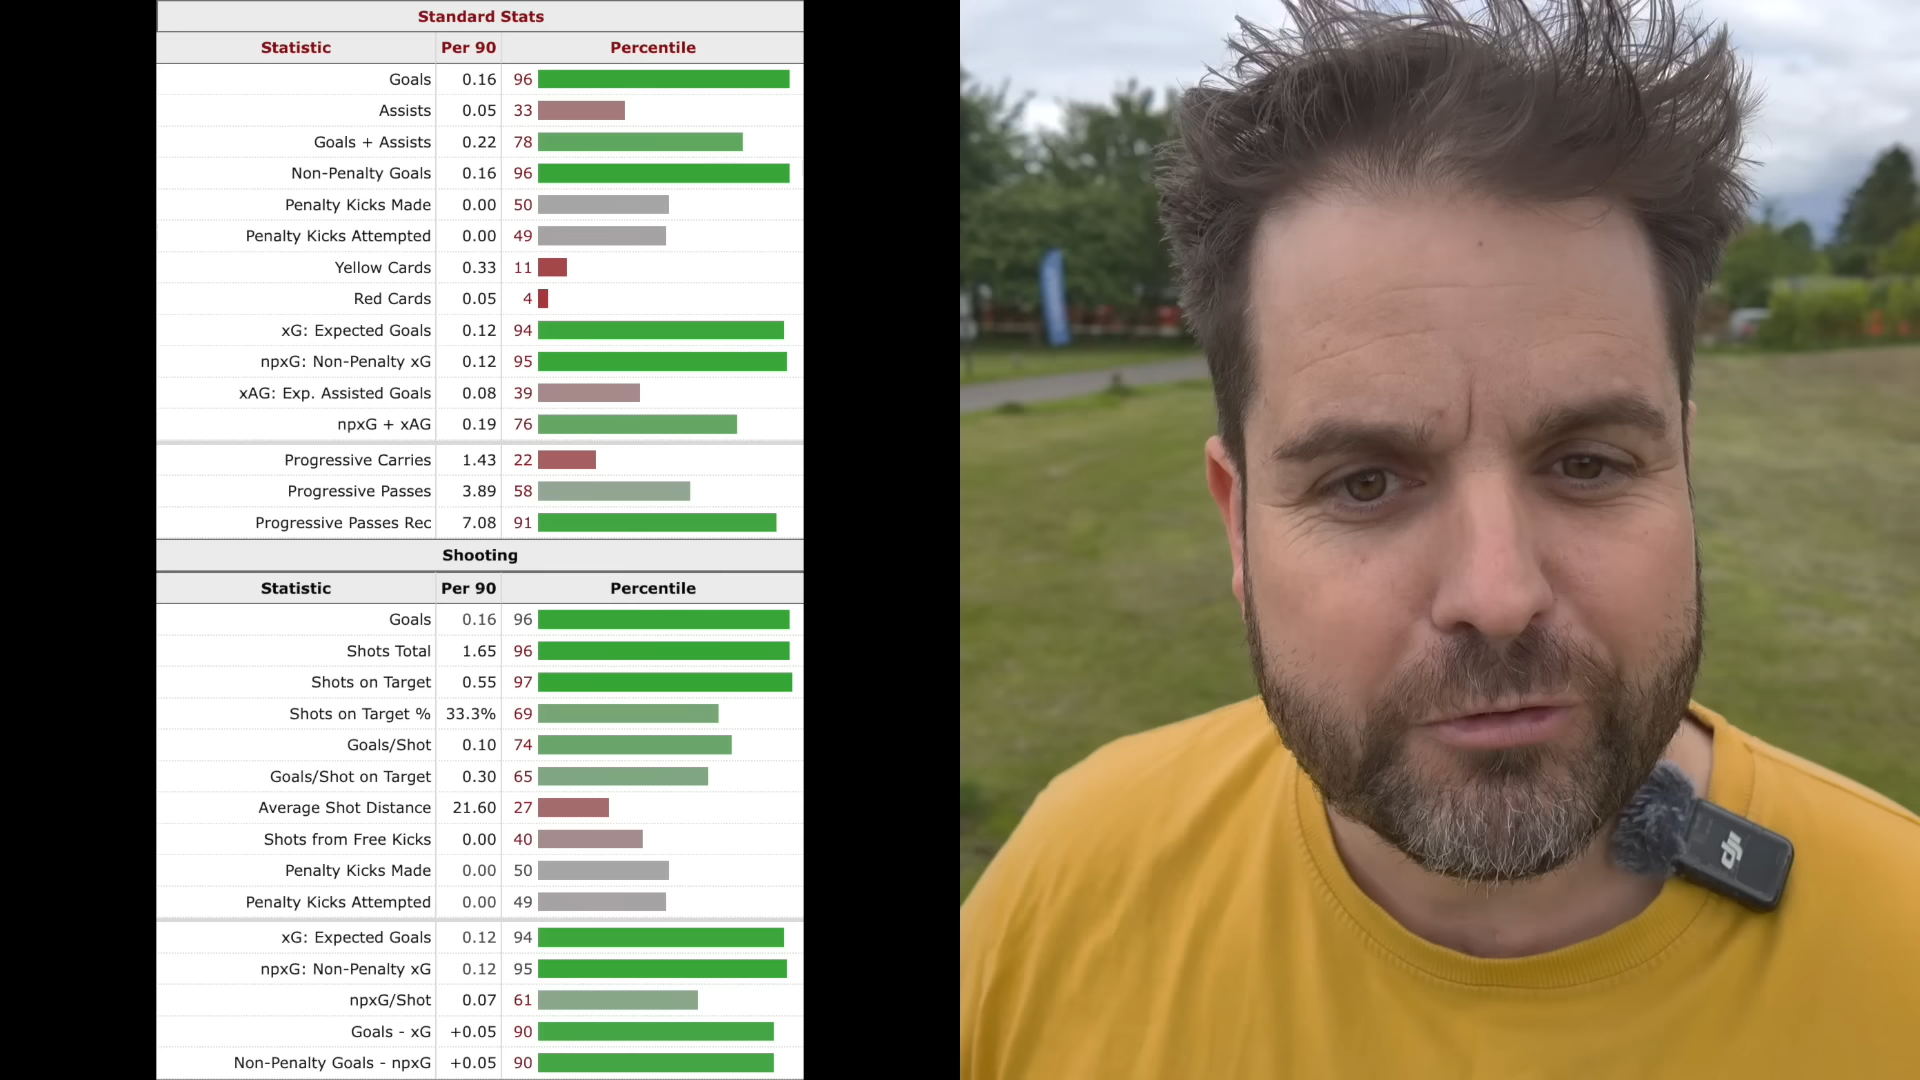 Standard Stats
Statistic Per 90 Percentile
Goals 0.16 96
Assists 0.05 33
Goals + Assists 0.22 78
Non-Penalty Goals 0.16 96
Penalty Kicks Made 0.00 50
Penalty Kicks Attempted 0.00 49
Yellow Cards 0.33 11
Red Cards 0.05 4
xG: Expected Goals 0.12 94
npxG: Non-Penalty xG 0.12 95
xAG: Exp. Assisted Goals 0.08 39
npxG + xAG 0.19 76
Progressive Carries 1.43 22
Progressive Passes 3.89 58
Progressive Passes Rec 7.08 91
Shooting
Statistic Per 90 Percentile
Goals 0.16 96
Shots Total 1.65 96
Shots on Target 0.55 97
Shots on Target % 33.3% 69
Goals/Shot 0.10 74
Goals/Shot on Target 0.30 65
Average Shot Distance 21.60 27
Shots from Free Kicks 0.00 40
Penalty Kicks Made 0.00 50
Penalty Kicks Attempted 0.00 49
xG: Expected Goals 0.12 94
npxG: Non-Penalty xG 0.12 95
npxG/Shot 0.07 61
Goals - xG +0.05 90
Non-Penalty Goals - npxG +0.05 90
dji